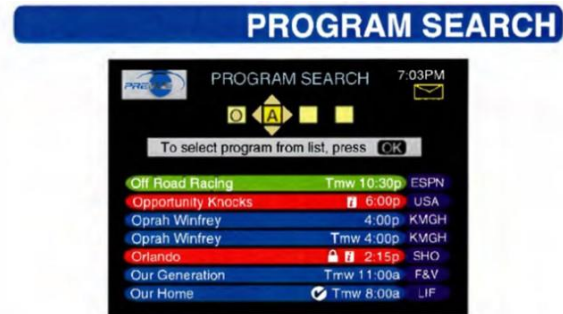 PROGRAM SEARCH
PREVUE PROGRAM SEARCH 7:03PM
O A
To select program from list, press OK
Off Road Racing Tmw 10:30p ESPN
Opportunity Knocks i 6:00p USA
Oprah Winfrey 4:00p KMGH
Oprah Winfrey Tmw 4:00p KMGH
Orlando i 2:15p SHO
Our Generation Tmw 11:00a F&V
Our Home Tmw 8:00a LIF